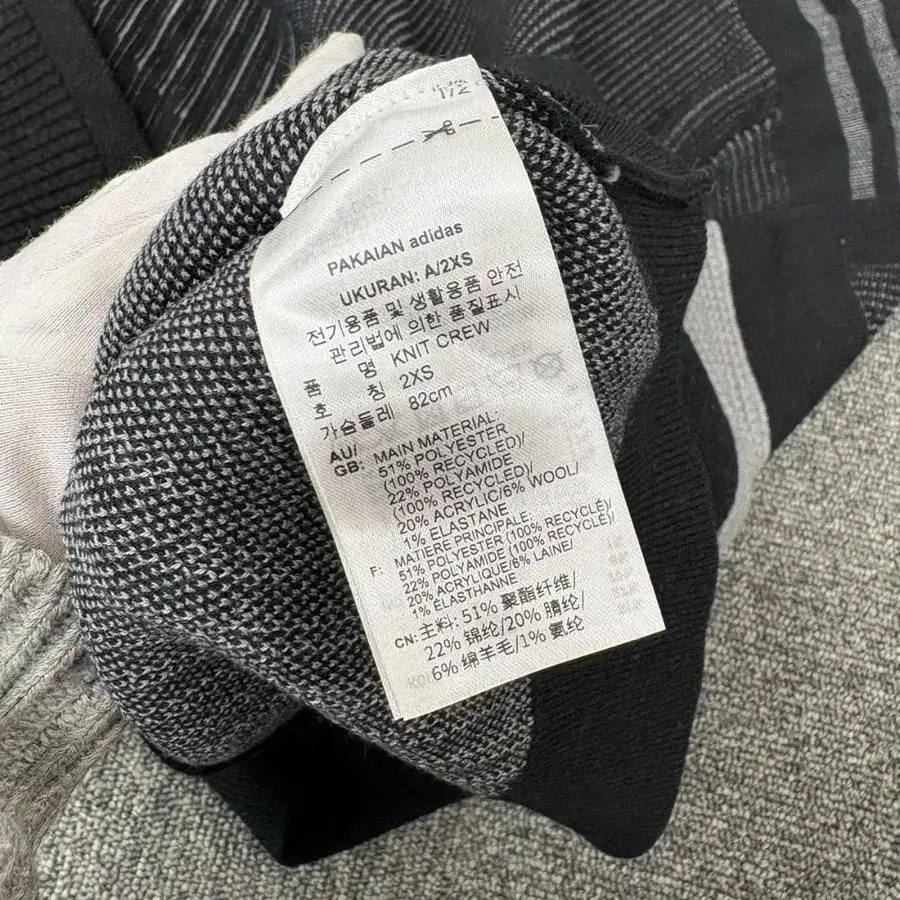 PAKAIAN adidas
UKURAN: A/2XS
전기용품 및 생활용품 안전
관리법에 의한 품질표시
품 명 KNIT CREW
호 칭 2XS
가슴둘레 82cm
AU/
GB: MAIN MATERIAL:
51% POLYESTER
(100% RECYCLED)/
22% POLYAMIDE
(100% RECYCLED)/
20% ACRYLIC/6% WOOL/
1% ELASTANE
F: MATIERE PRINCIPALE:
51% POLYESTER (100% RECYCLÉ)/
22% POLYAMIDE (100% RECYCLÉ)/
20% ACRYLIQUE/6% LAINE/
1% ÉLASTHANNE
CN: 主料: 51% 聚酯纤维/
22% 锦纶/20% 腈纶/
6% 绵羊毛/1% 氨纶